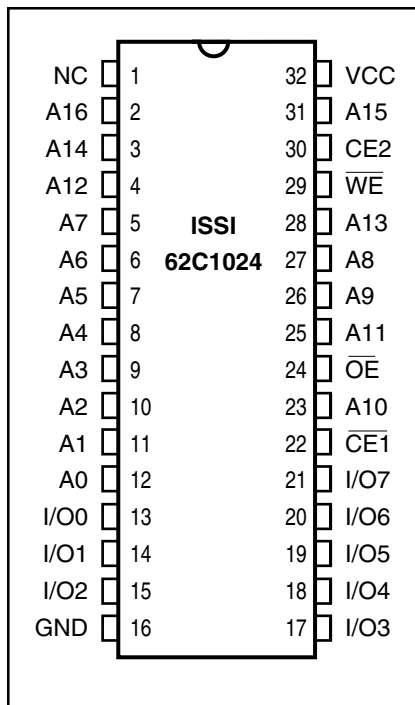 NC 1 32 VCC
A16 2 31 A15
A14 3 30 CE2
A12 4 29 W̅E̅
A7 5 ISSI 28 A13
A6 6 62C1024 27 A8
A5 7 26 A9
A4 8 25 A11
A3 9 24 O̅E̅
A2 10 23 A10
A1 11 22 C̅E̅1̅
A0 12 21 I/O7
I/O0 13 20 I/O6
I/O1 14 19 I/O5
I/O2 15 18 I/O4
GND 16 17 I/O3